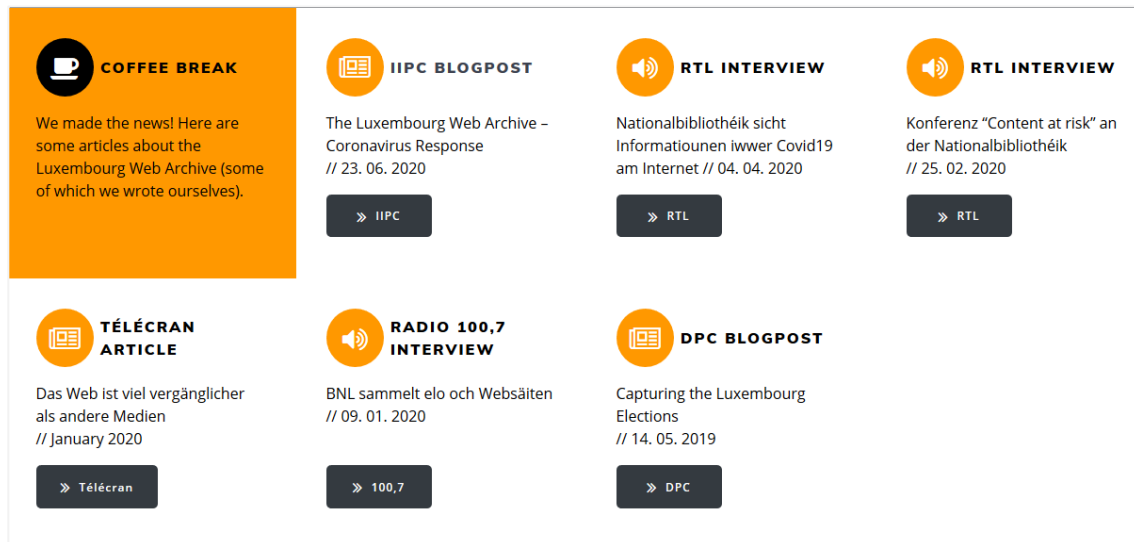 COFFEE BREAK
We made the news! Here are
some articles about the
Luxembourg Web Archive (some
of which we wrote ourselves).
IIPC BLOGPOST
The Luxembourg Web Archive –
Coronavirus Response
// 23. 06. 2020
» IIPC
RTL INTERVIEW
Nationalbibliothéik sicht
Informatiounen iwwer Covid19
am Internet // 04. 04. 2020
» RTL
RTL INTERVIEW
Konferenz “Content at risk” an
der Nationalbibliothéik
// 25. 02. 2020
» RTL
TÉLÉCRAN
ARTICLE
Das Web ist viel vergänglicher
als andere Medien
// January 2020
» Télécran
RADIO 100,7
INTERVIEW
BNL sammelt elo och Websäiten
// 09. 01. 2020
» 100,7
DPC BLOGPOST
Capturing the Luxembourg
Elections
// 14. 05. 2019
» DPC